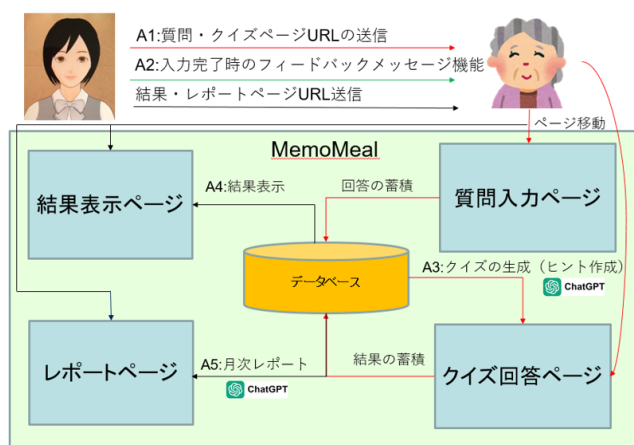 A1:質問・クイズページURLの送信
A2:入力完了時のフィードバックメッセージ機能
結果・レポートページURL送信
ページ移動
MemoMeal
結果表示ページ
A4:結果表示
回答の蓄積
質問入力ページ
データベース
A3:クイズの生成（ヒント作成）
ChatGPT
レポートページ
A5:月次レポート
ChatGPT
結果の蓄積
クイズ回答ページ